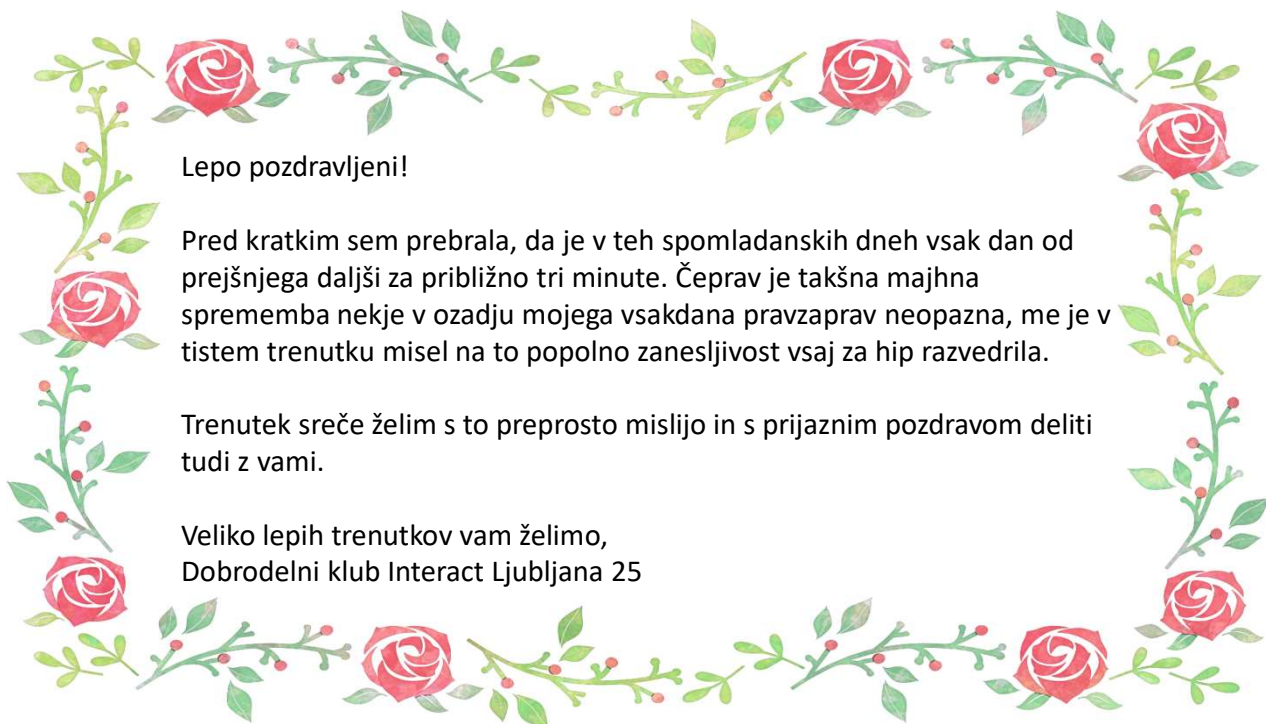 Lepo pozdravljeni!
Pred kratkim sem prebrala, da je v teh spomladanskih dneh vsak dan od
prejšnjega daljši za približno tri minute. Čeprav je takšna majhna
sprememba nekje v ozadju mojega vsakdana pravzaprav neopazna, me je v
tistem trenutku misel na to popolno zanesljivost vsaj za hip razvedrila.
Trenutek sreče želim s to preprosto mislijo in s prijaznim pozdravom deliti
tudi z vami.
Veliko lepih trenutkov vam želimo,
Dobrodelni klub Interact Ljubljana 25